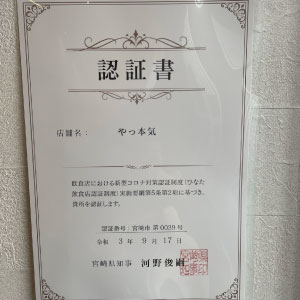 認証書
店舗名： やっ本気
飲食店における新型コロナ対策認証制度(ひなた
飲食店認証制度)実施要綱第5条第2項に基づき、
貴所を認証します。
認証番号：宮崎市 第0039号
令和 3年 9月 17日
宮崎県知事 河野俊嗣